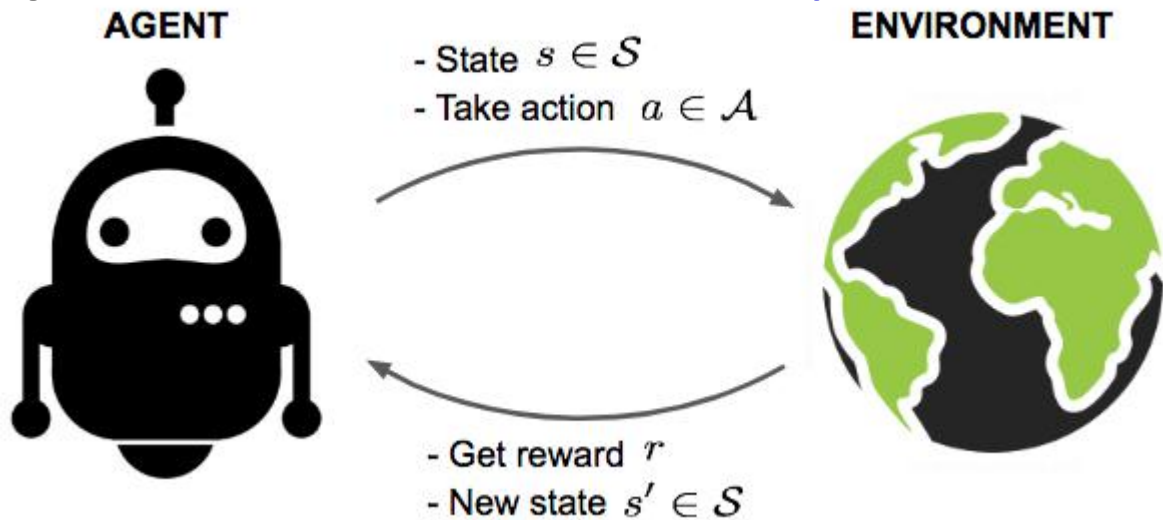 AGENT
ENVIRONMENT
- State s ∈ 𝒮
- Take action a ∈ 𝒜
- Get reward r
- New state s′ ∈ 𝒮